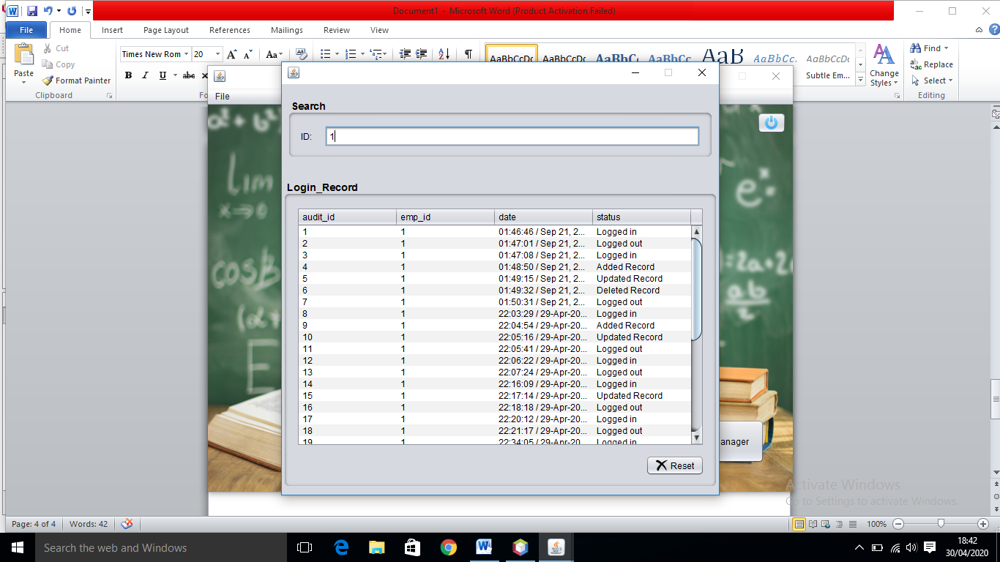 Document1 - Microsoft Word (Product Activation Failed)
File Home Insert Page Layout References Mailings Review View
Paste
Cut
Copy
Format Painter
Clipboard
Times New Rom 20
B I U abc
AaBbCcDc AaBbCcDc AaBbC AaBbCc AaB AaBbCc. AaBbCcDc
Subtle Em...
Change
Styles
Find
Replace
Select
Editing
File
Search
ID: 1
Login_Record
audit_id emp_id date status
1 1 01:46:46 / Sep 21, 2... Logged in
2 1 01:47:01 / Sep 21, 2... Logged out
3 1 01:47:08 / Sep 21, 2... Logged in
4 1 01:48:50 / Sep 21, 2... Added Record
5 1 01:49:15 / Sep 21, 2... Updated Record
6 1 01:49:32 / Sep 21, 2... Deleted Record
7 1 01:50:31 / Sep 21, 2... Logged out
8 1 22:03:29 / 29-Apr-20... Logged in
9 1 22:04:54 / 29-Apr-20... Added Record
10 1 22:05:16 / 29-Apr-20... Updated Record
11 1 22:05:41 / 29-Apr-20... Logged out
12 1 22:06:22 / 29-Apr-20... Logged in
13 1 22:07:24 / 29-Apr-20... Logged out
14 1 22:16:09 / 29-Apr-20... Logged in
15 1 22:17:14 / 29-Apr-20... Updated Record
16 1 22:18:18 / 29-Apr-20... Logged out
17 1 22:20:12 / 29-Apr-20... Logged in
18 1 22:21:17 / 29-Apr-20... Logged out
19 1 22:34:05 / 29-Apr-20... Logged in
Reset
anager
lim
x→0
cosβ
E
eˣ
)=2a+2
ab
2
Activate Windows
Go to Settings to activate Windows.
Page: 4 of 4 Words: 42 100%
Search the web and Windows
18:42
30/04/2020